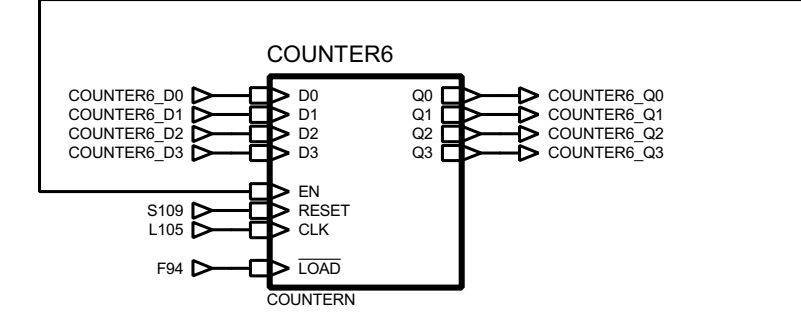 COUNTER6
COUNTER6_D0 D0 Q0 COUNTER6_Q0
COUNTER6_D1 D1 Q1 COUNTER6_Q1
COUNTER6_D2 D2 Q2 COUNTER6_Q2
COUNTER6_D3 D3 Q3 COUNTER6_Q3
EN
S109 RESET
L105 CLK
F94 LOAD
COUNTERN